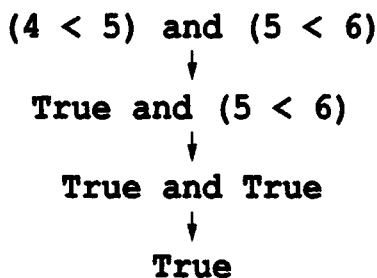 (4 < 5) and (5 < 6)
True and (5 < 6)
True and True
True